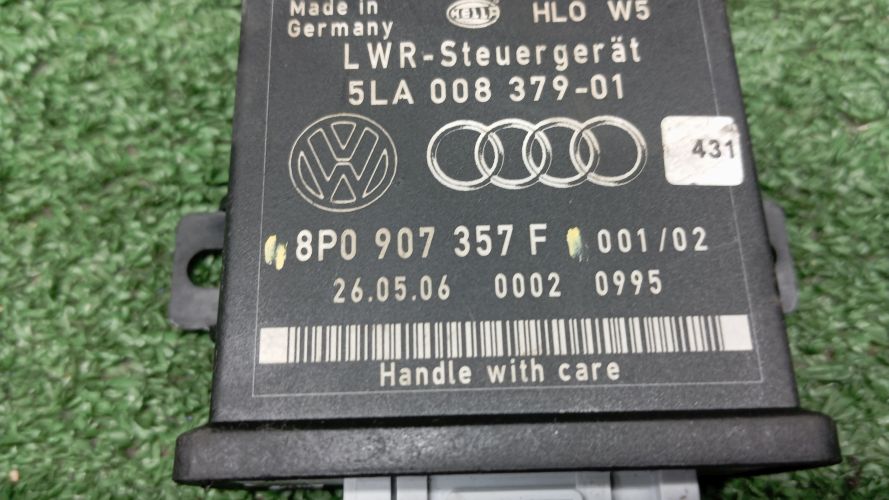 Made in
Germany
HELLA
HLO W5
LWR-Steuergerät
5LA 008 379-01
431
8P0 907 357 F 001/02
26.05.06 0002 0995
Handle with care